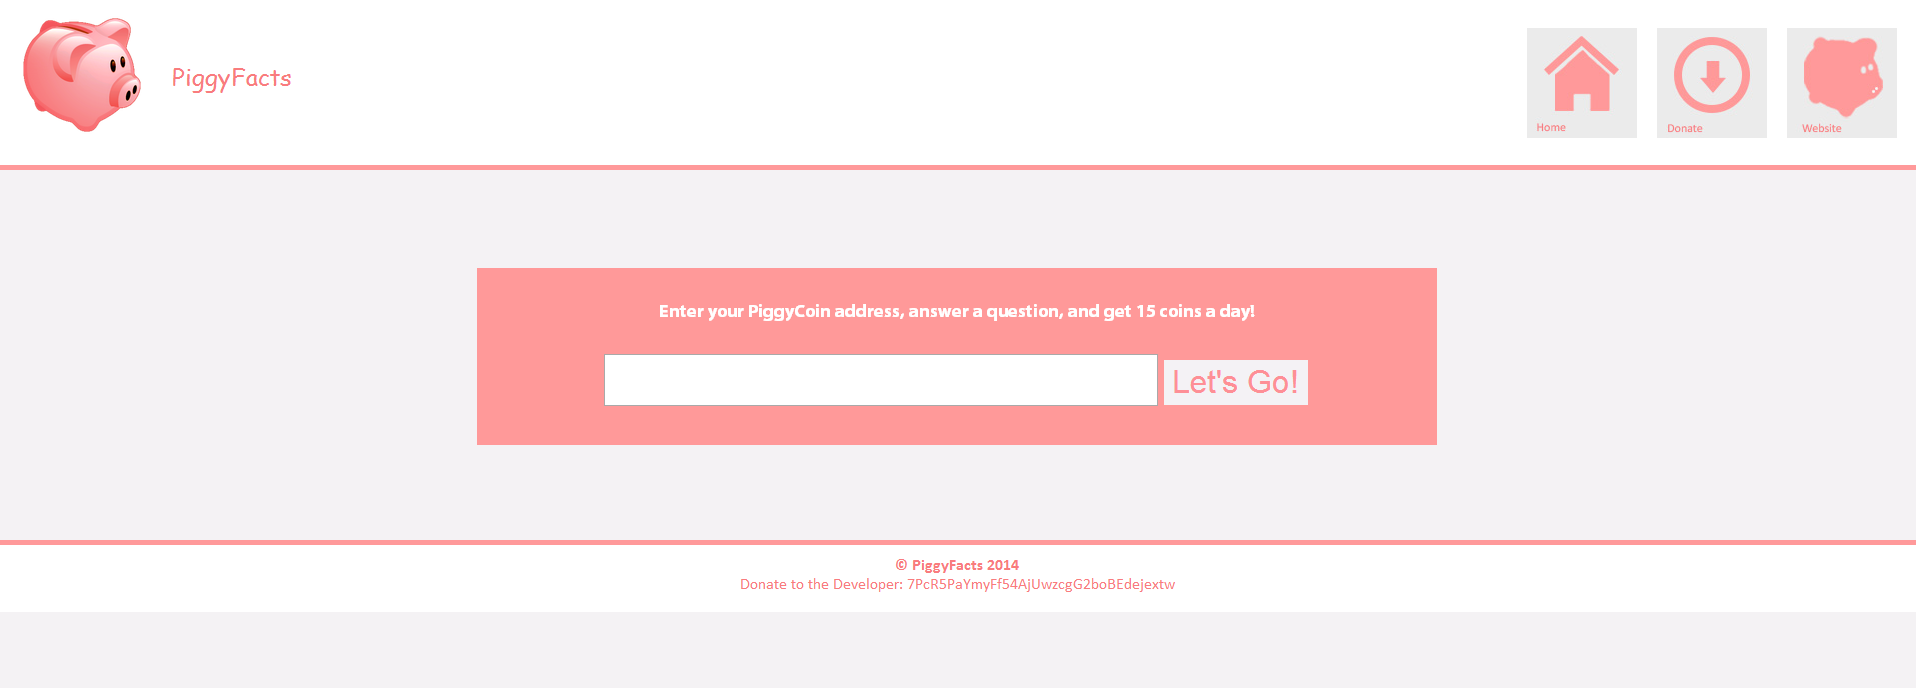 PiggyFacts
Home
Donate
Website
Enter your PiggyCoin address, answer a question, and get 15 coins a day!
Let's Go!
© PiggyFacts 2014
Donate to the Developer: 7PcR5PaYmyFf54AjUwzcgG2boBEdejextw